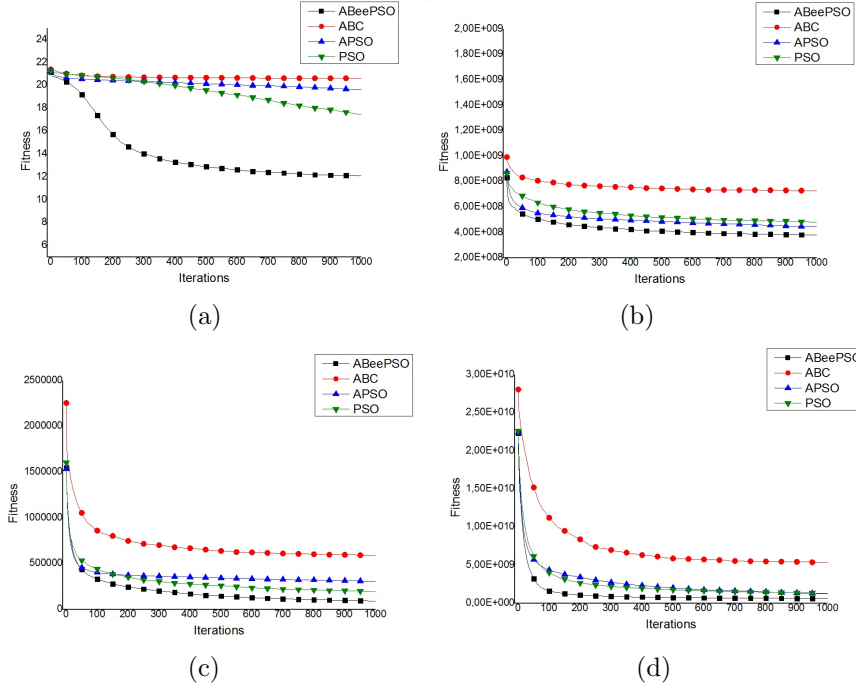 ABeePSO
ABC
APSO
PSO
24
22
20
18
16
14
12
10
8
6
Fitness
0 100 200 300 400 500 600 700 800 900 1000
Iterations
(a)
ABeePSO
ABC
APSO
PSO
2,00E+009
1,80E+009
1,60E+009
1,40E+009
1,20E+009
1,00E+009
8,00E+008
6,00E+008
4,00E+008
2,00E+008
Fitness
0 100 200 300 400 500 600 700 800 900 1000
Iterations
(b)
ABeePSO
ABC
APSO
PSO
2500000
2000000
1500000
1000000
500000
0
Fitness
0 100 200 300 400 500 600 700 800 900 1000
Iterations
(c)
ABeePSO
ABC
APSO
PSO
3,00E+010
2,50E+010
2,00E+010
1,50E+010
1,00E+010
5,00E+009
0,00E+000
Fitness
0 100 200 300 400 500 600 700 800 900 1000
Iterations
(d)